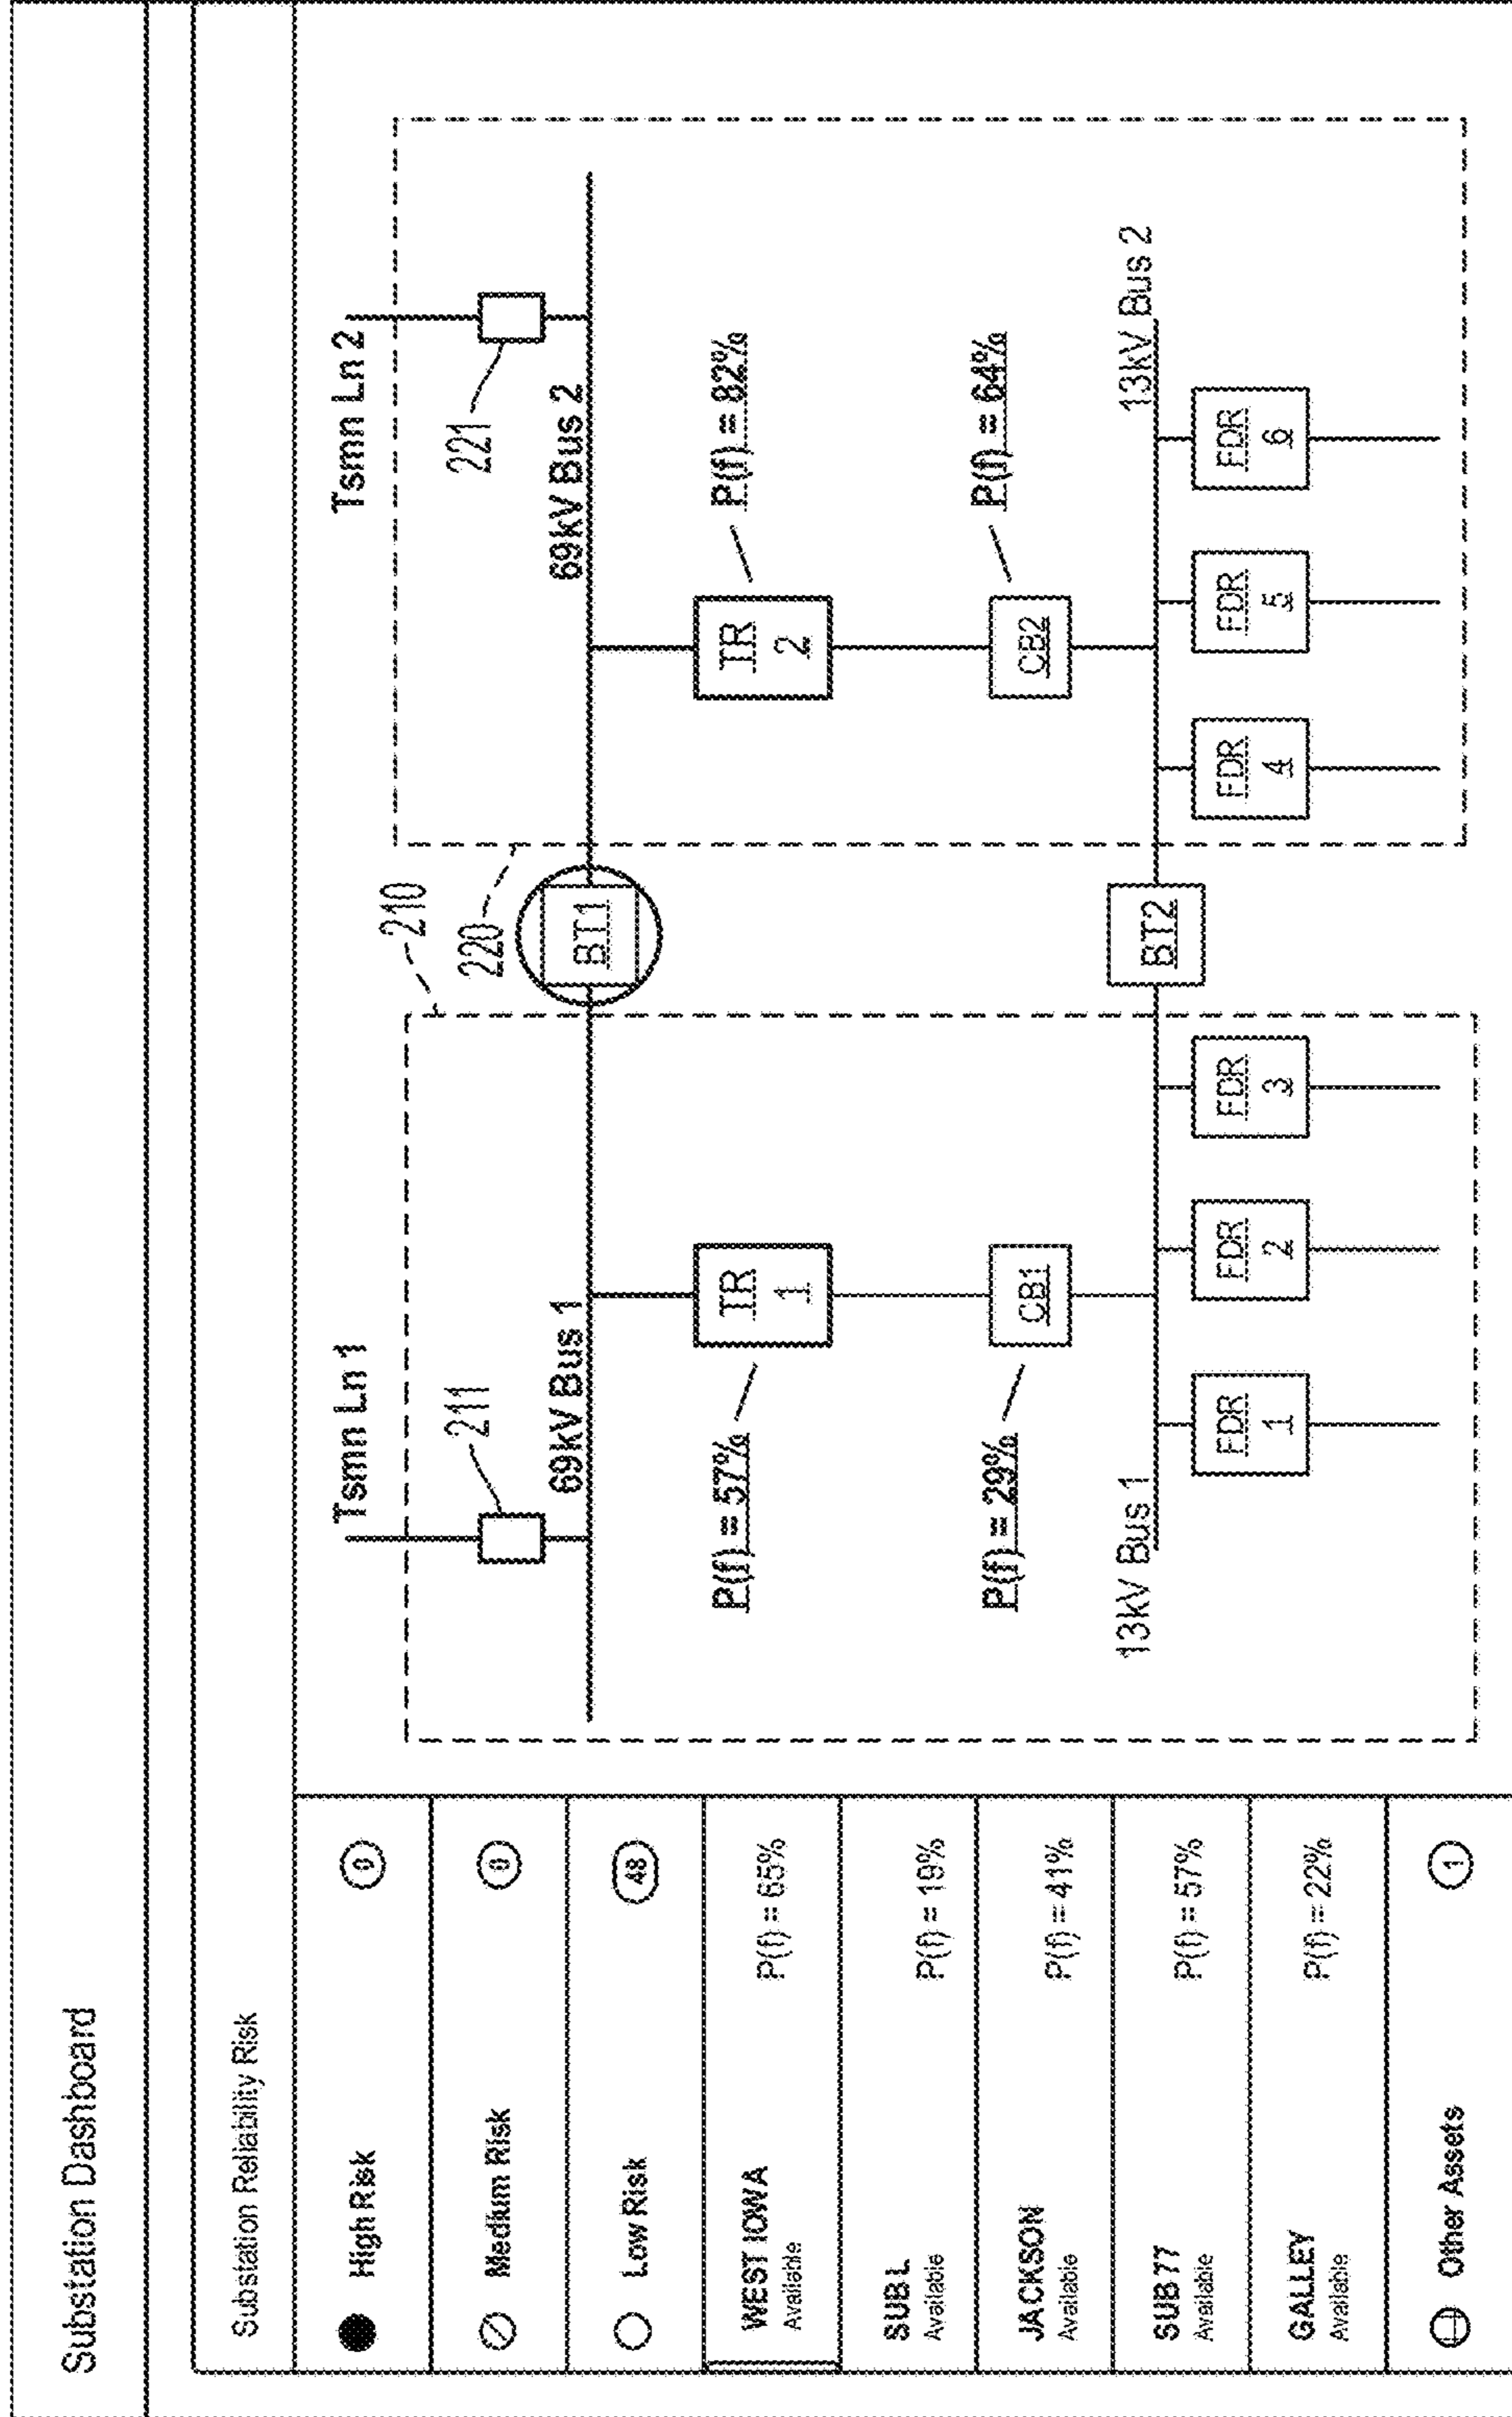 Substation Dashboard
Substation Reliability Risk
High Risk
0
Medium Risk
0
Low Risk
48
WEST IOWA
Available
P(f) = 65%
SUB L
Available
P(f) = 19%
JACKSON
Available
P(f) = 41%
SUB 77
Available
P(f) = 57%
GALLEY
Available
P(f) = 22%
Other Assets
1
Tsmn Ln 1
210
Tsmn Ln 2
211
220
221
69kV Bus 1
BT1
69kV Bus 2
P(f) = 57%
TR
1
TR
2
P(f) = 82%
P(f) = 29%
CB1
CB2
P(f) = 64%
13kV Bus 1
BT2
13kV Bus 2
FDR
1
FDR
2
FDR
3
FDR
4
FDR
5
FDR
6